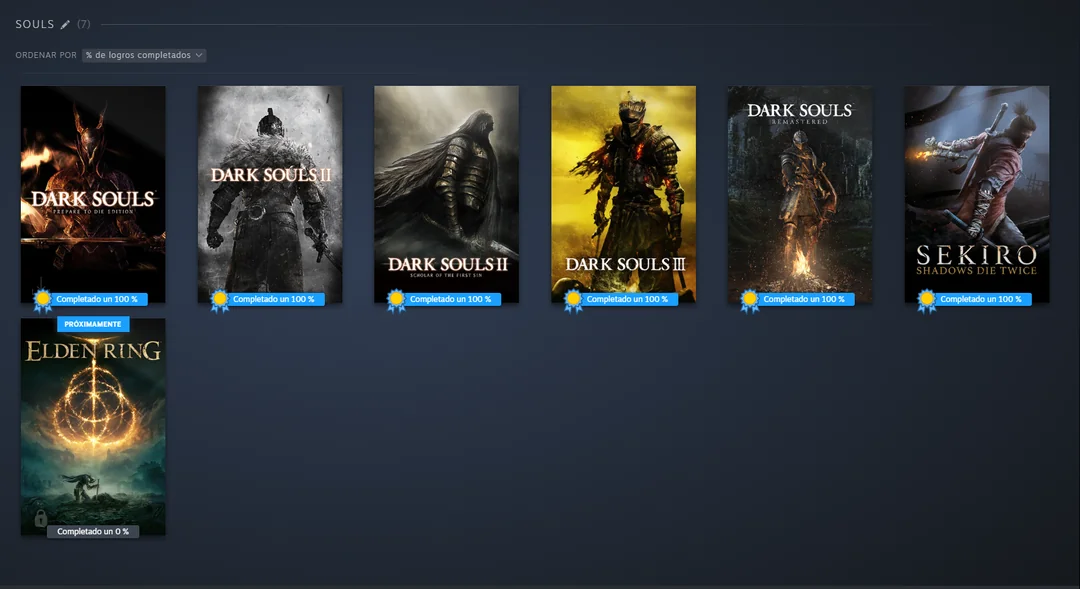 SOULS (7)
ORDENAR POR % de logros completados
DARK SOULS
PREPARE TO DIE EDITION
Completado un 100 %
DARK SOULS II
Completado un 100 %
DARK SOULS II
SCHOLAR OF THE FIRST SIN
Completado un 100 %
DARK SOULS III
Completado un 100 %
DARK SOULS
REMASTERED
Completado un 100 %
SEKIRO
SHADOWS DIE TWICE
Completado un 100 %
PRÓXIMAMENTE
ELDEN RING
Completado un 0 %